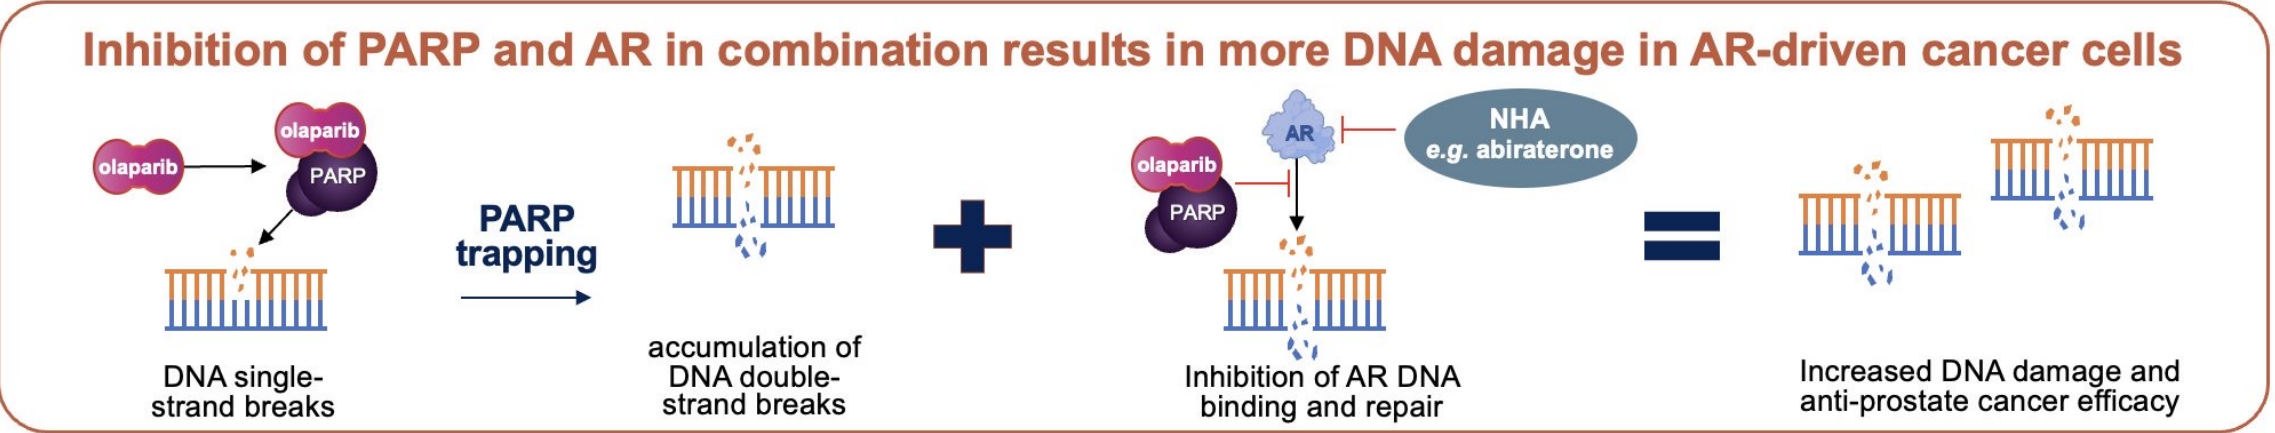 Inhibition of PARP and AR in combination results in more DNA damage in AR-driven cancer cells
olaparib
olaparib
PARP
DNA single-
strand breaks
PARP
trapping
accumulation of
DNA double-
strand breaks
olaparib
PARP
AR
NHA
e.g. abiraterone
Inhibition of AR DNA
binding and repair
Increased DNA damage and
anti-prostate cancer efficacy